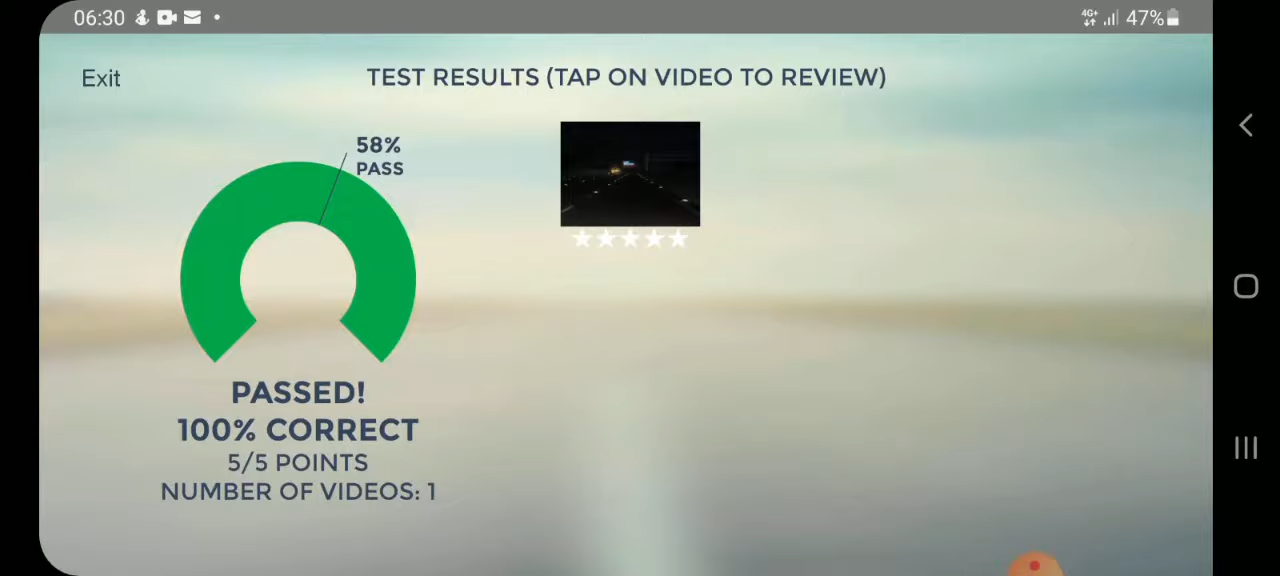 06:30
4G+ 47%
Exit
TEST RESULTS (TAP ON VIDEO TO REVIEW)
58%
PASS
PASSED!
100% CORRECT
5/5 POINTS
NUMBER OF VIDEOS: 1